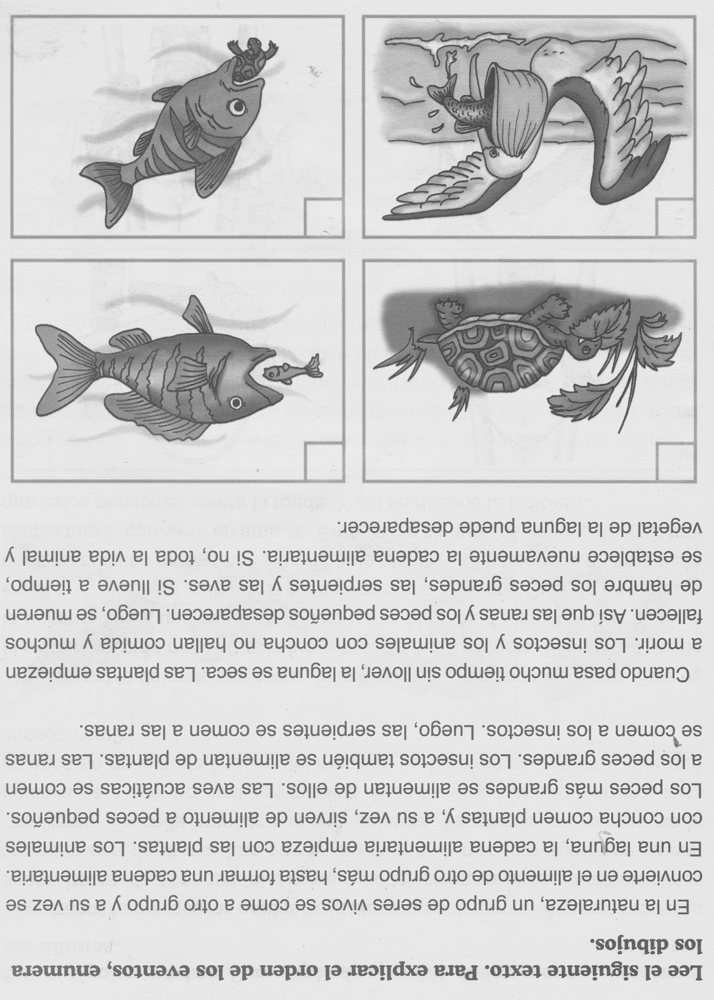 Lee el siguiente texto. Para explicar el orden de los eventos, enumera
los dibujos.
En la naturaleza, un grupo de seres vivos se come a otro grupo y a su vez se
convierte en el alimento de otro grupo más, hasta formar una cadena alimentaria.
En una laguna, la cadena alimentaria empieza con las plantas. Los animales
con concha comen plantas y, a su vez, sirven de alimento a peces pequeños.
Los peces más grandes se alimentan de ellos. Las aves acuáticas se comen
a los peces grandes. Los insectos también se alimentan de plantas. Las ranas
se comen a los insectos. Luego, las serpientes se comen a las ranas.
Cuando pasa mucho tiempo sin llover, la laguna se seca. Las plantas empiezan
a morir. Los insectos y los animales con concha no hallan comida y muchos
fallecen. Así que las ranas y los peces pequeños desaparecen. Luego, se mueren
de hambre los peces grandes, las serpientes y las aves. Si llueve a tiempo,
se establece nuevamente la cadena alimentaria. Si no, toda la vida animal y
vegetal de la laguna puede desaparecer.